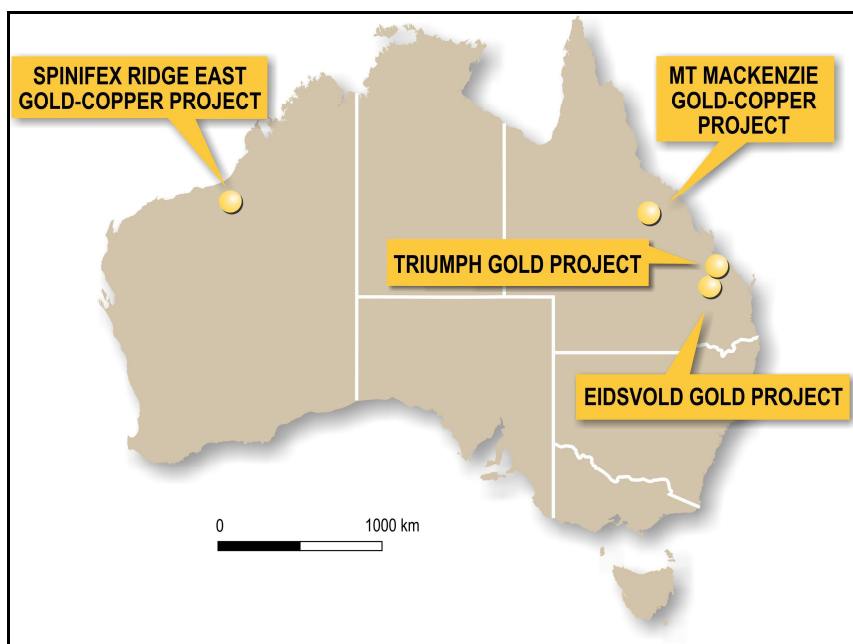 SPINIFEX RIDGE EAST
GOLD-COPPER PROJECT
MT MACKENZIE
GOLD-COPPER
PROJECT
TRIUMPH GOLD PROJECT
EIDSVOLD GOLD PROJECT
0 1000 km